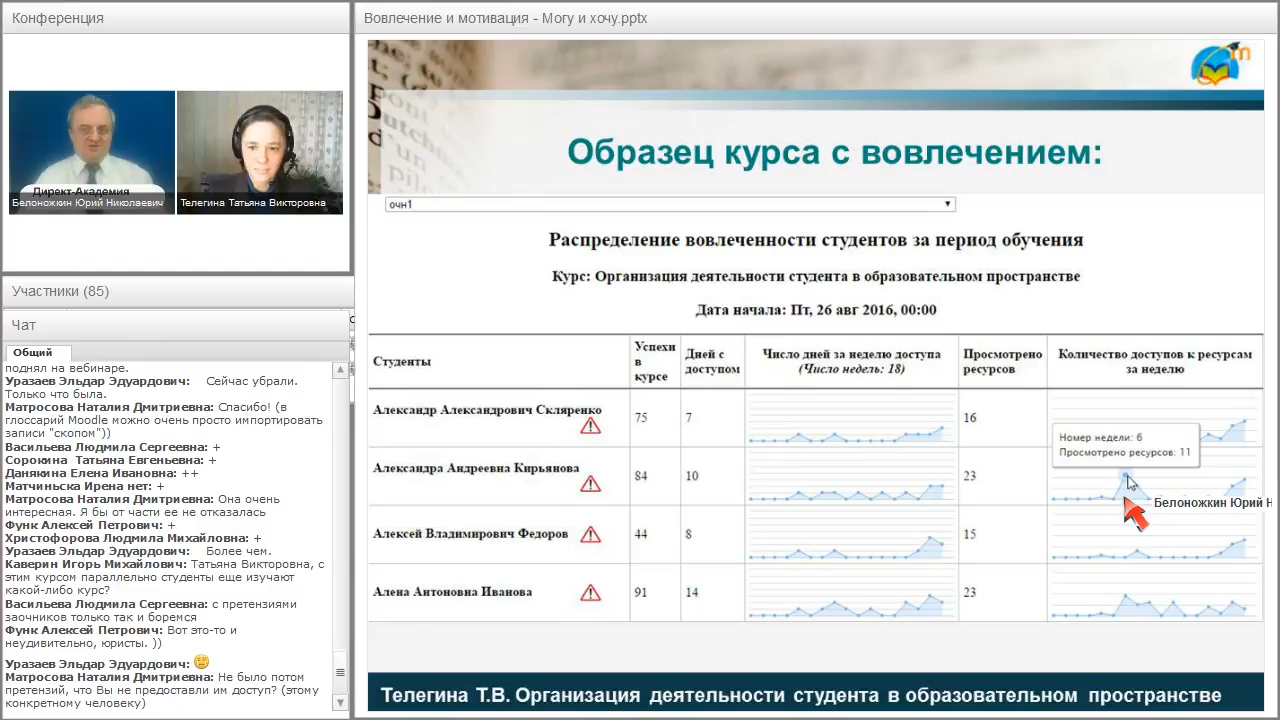 Конференция
Директ-Академия
Белоножкин Юрий Николаевич
Телегина Татьяна Викторовна
Участники (85)
Чат
Общий
поднял на вебинаре.
Уразаев Эльдар Эдуардович: Сейчас убрали.
Только что была.
Матросова Наталия Дмитриевна: Спасибо! (в
глоссарий Moodle можно очень просто импортировать
записи "скопом"))
Васильева Людмила Сергеевна: +
Сорокина Татьяна Евгеньевна: +
Данякина Елена Ивановна: ++
Матчиньска Ирена нет: +
Матросова Наталия Дмитриевна: Она очень
интересная. Я бы от части ее не отказалась
Функ Алексей Петрович: +
Христофорова Людмила Михайловна: +
Уразаев Эльдар Эдуардович: Более чем.
Каверин Игорь Михайлович: Татьяна Викторовна, с
этим курсом параллельно студенты еще изучают
какой-либо курс?
Васильева Людмила Сергеевна: с претензиями
заочников только так и боремся
Функ Алексей Петрович: Вот это-то и
неудивительно, юристы. ))
Уразаев Эльдар Эдуардович:
Матросова Наталия Дмитриевна: Не было потом
претензий, что Вы не предоставли им доступ? (этому
конкретному человеку)
Вовлечение и мотивация - Могу и хочу.pptx
Образец курса с вовлечением:
очн1
Распределение вовлеченности студентов за период обучения
Курс: Организация деятельности студента в образовательном пространстве
Дата начала: Пт, 26 авг 2016, 00:00
Студенты
Успехи в курсе
Дней с доступом
Число дней за неделю доступа (Число недель: 18)
Просмотрено ресурсов
Количество доступов к ресурсам за неделю
Александр Александрович Скляренко 75 7 16
Номер недели: 6
Просмотрено ресурсов: 11
Александра Андреевна Кирьянова 84 10 23
Белоножкин Юрий Н
Алексей Владимирович Федоров 44 8 15
Алена Антоновна Иванова 91 14 23
Телегина Т.В. Организация деятельности студента в образовательном пространстве